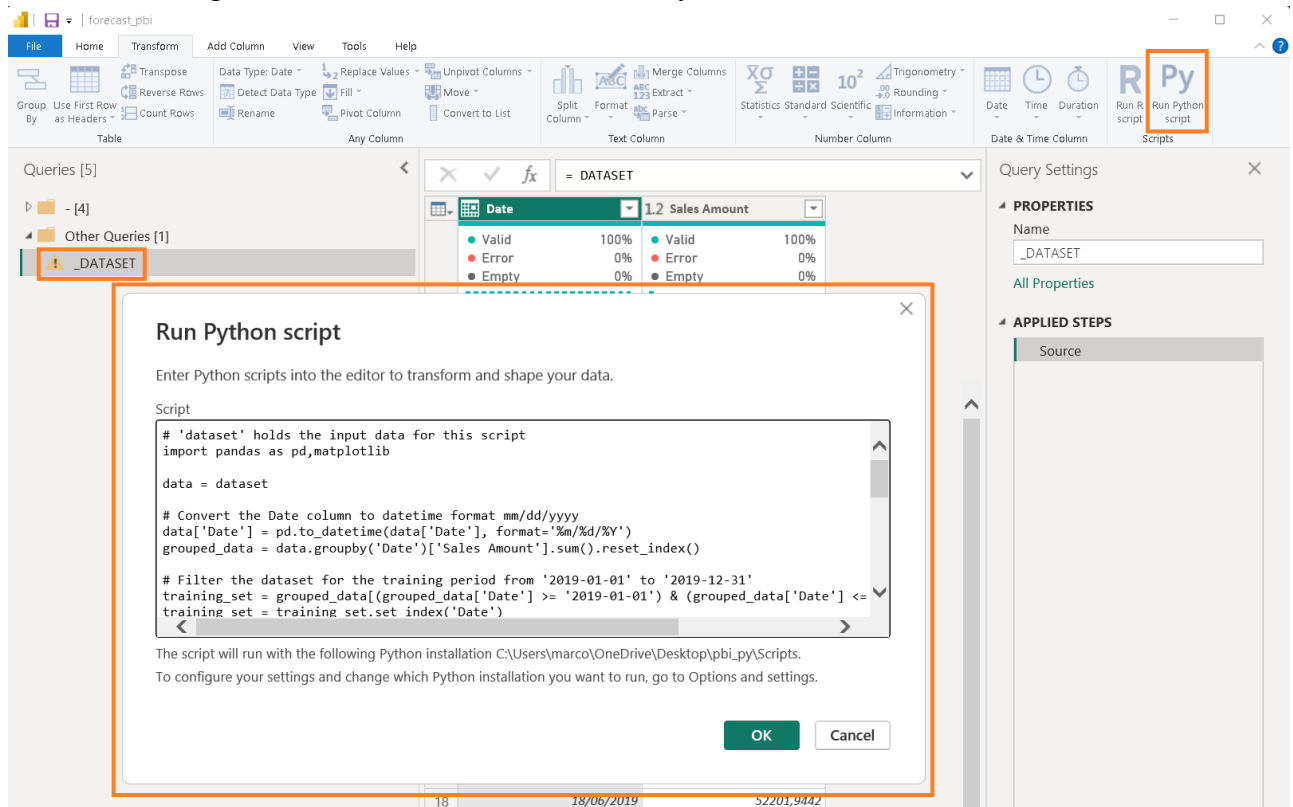 forecast_pbi
File Home Transform Add Column View Tools Help
Group By
Use First Row as Headers
Transpose
Reverse Rows
Count Rows
Table
Data Type: Date
Detect Data Type
Rename
Replace Values
Fill
Pivot Column
Unpivot Columns
Move
Convert to List
Any Column
Split Column
ABC
Format
Merge Columns
ABC 123 Extract
abc Parse
Text Column
XΣσ
Statistics
Standard
10²
Scientific
Trigonometry
.00 →.0 Rounding
Information
Number Column
Date
Time
Duration
Date & Time Column
R
Run R script
Py
Run Python script
Scripts
Queries [5]
- [4]
Other Queries [1]
_DATASET
fx = DATASET
Date 1.2 Sales Amount
Valid 100% Valid 100%
Error 0% Error 0%
Empty 0% Empty 0%
Query Settings
PROPERTIES
Name
_DATASET
All Properties
APPLIED STEPS
Source
Run Python script
Enter Python scripts into the editor to transform and shape your data.
Script
# 'dataset' holds the input data for this script
import pandas as pd,matplotlib
data = dataset
# Convert the Date column to datetime format mm/dd/yyyy
data['Date'] = pd.to_datetime(data['Date'], format='%m/%d/%Y')
grouped_data = data.groupby('Date')['Sales Amount'].sum().reset_index()
# Filter the dataset for the training period from '2019-01-01' to '2019-12-31'
training_set = grouped_data[(grouped_data['Date'] >= '2019-01-01') & (grouped_data['Date'] <=
training_set = training_set.set_index('Date')
The script will run with the following Python installation C:\Users\marco\OneDrive\Desktop\pbi_py\Scripts.
To configure your settings and change which Python installation you want to run, go to Options and settings.
OK Cancel
18 18/06/2019 52201,9442